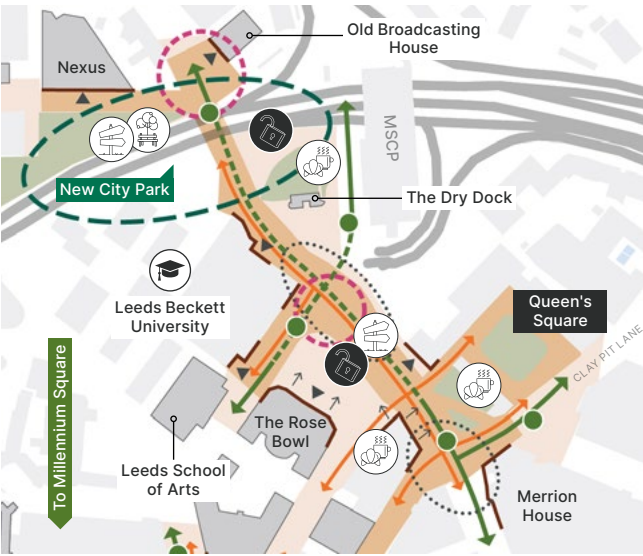 Old Broadcasting
House
Nexus
MSCP
New City Park
The Dry Dock
Leeds Beckett
University
Queen's
Square
CLAY PIT LANE
To Millennium Square
The Rose
Bowl
Leeds School
of Arts
Merrion
House